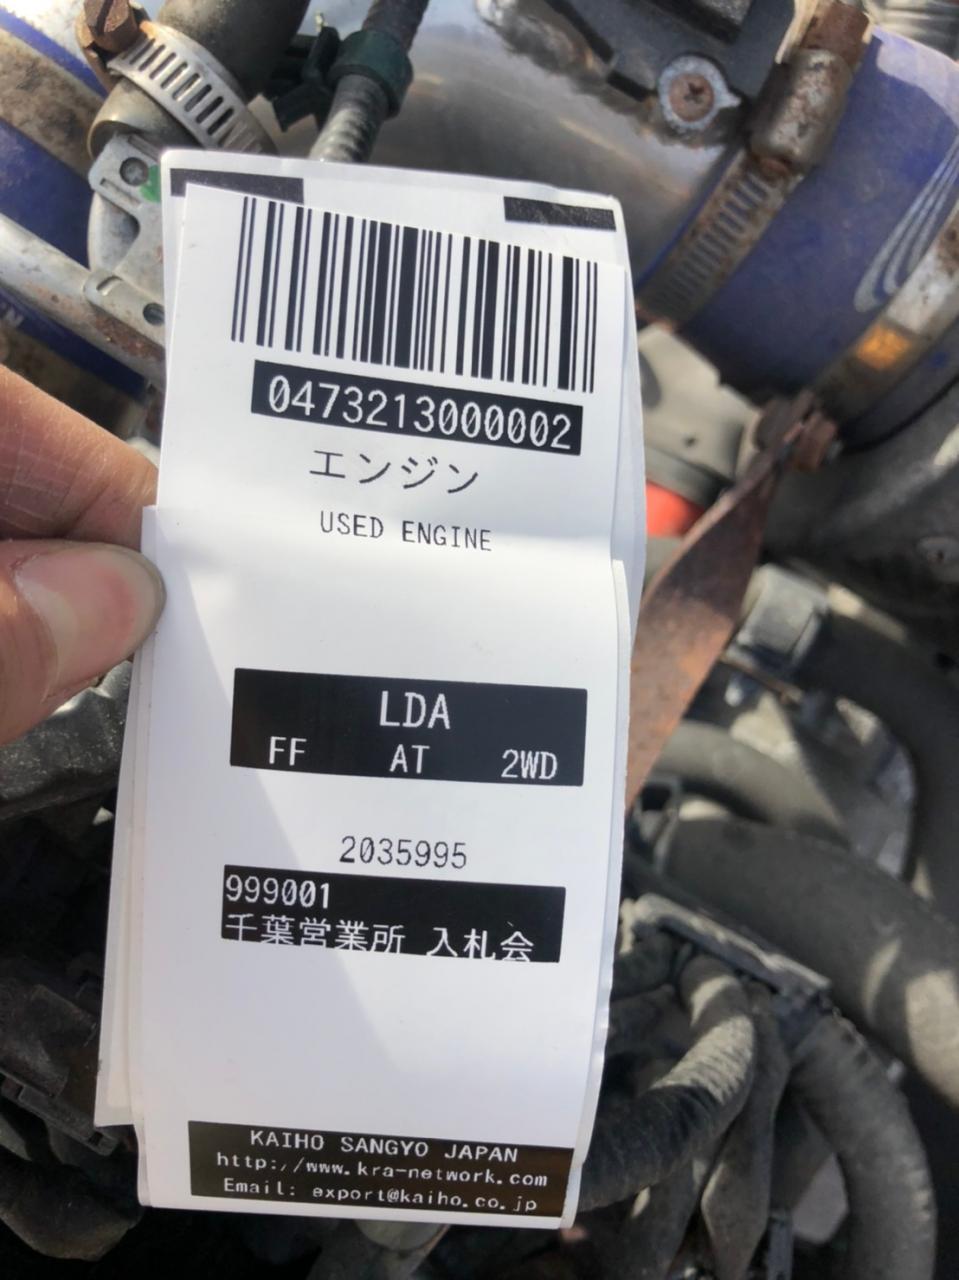 0473213000002
エンジン
USED ENGINE
LDA
FF AT 2WD
2035995
999001
千葉営業所 入札会
KAIHO SANGYO JAPAN
http://www.kra-network.com
Email: export@kaiho.co.jp